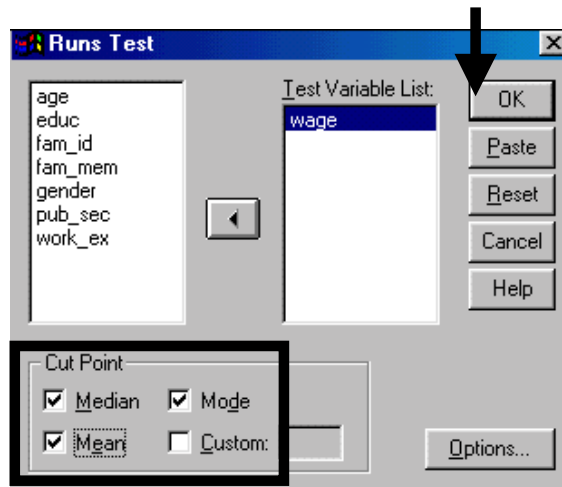 Runs Test
age
educ
fam_id
fam_mem
gender
pub_sec
work_ex
Test Variable List:
wage
OK
Paste
Reset
Cancel
Help
Cut Point
Median
Mode
Mean
Custom:
Options...